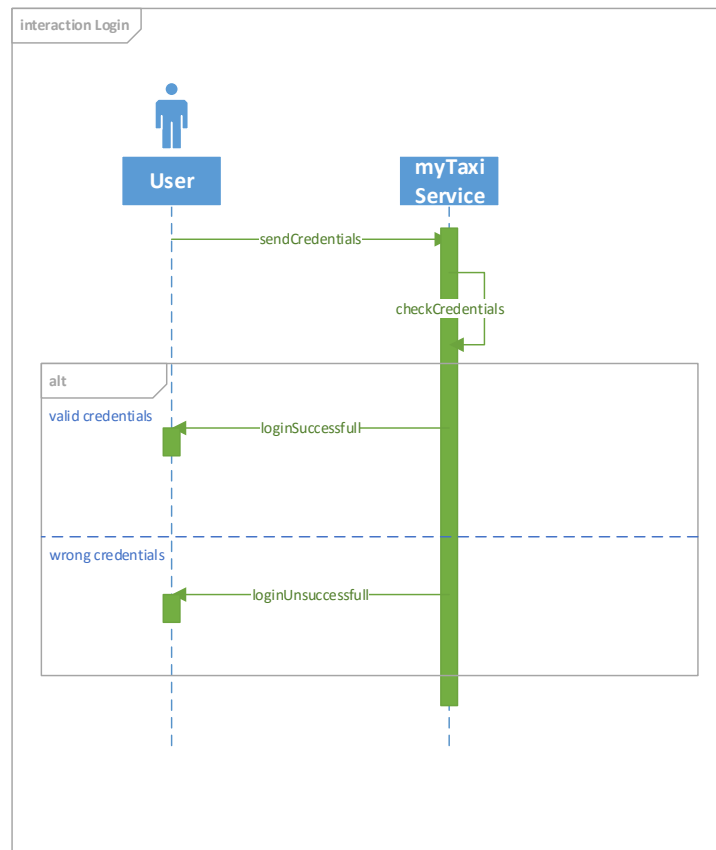 interaction Login
User
myTaxi
Service
sendCredentials
checkCredentials
alt
valid credentials
loginSuccessfull
wrong credentials
loginUnsuccessfull